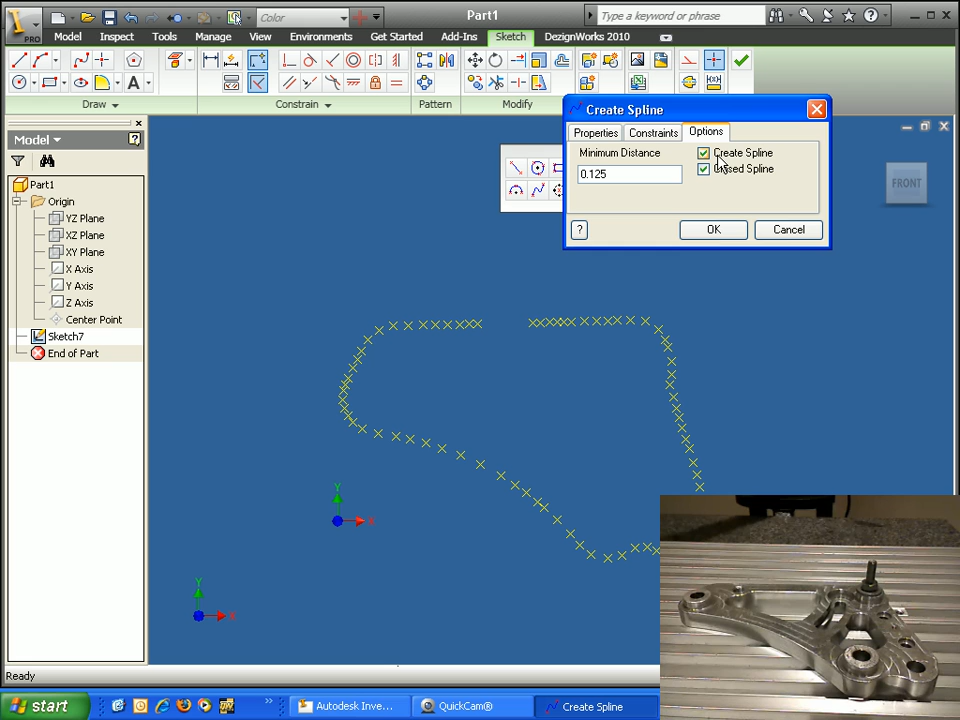 Color
Part1
Type a keyword or phrase
PRO
Model Inspect Tools Manage View Environments Get Started Add-Ins Sketch DesignWorks 2010
A
Draw Constrain Pattern Modify
Create Spline
Properties Constraints Options
Minimum Distance
Create Spline
0.125
Closed Spline
? OK Cancel
Model
Part1
Origin
YZ Plane
XZ Plane
XY Plane
X Axis
Y Axis
Z Axis
Center Point
Sketch7
End of Part
FRONT
Y
X
Y
X
Ready
start
Autodesk Inve...
QuickCam®
Create Spline